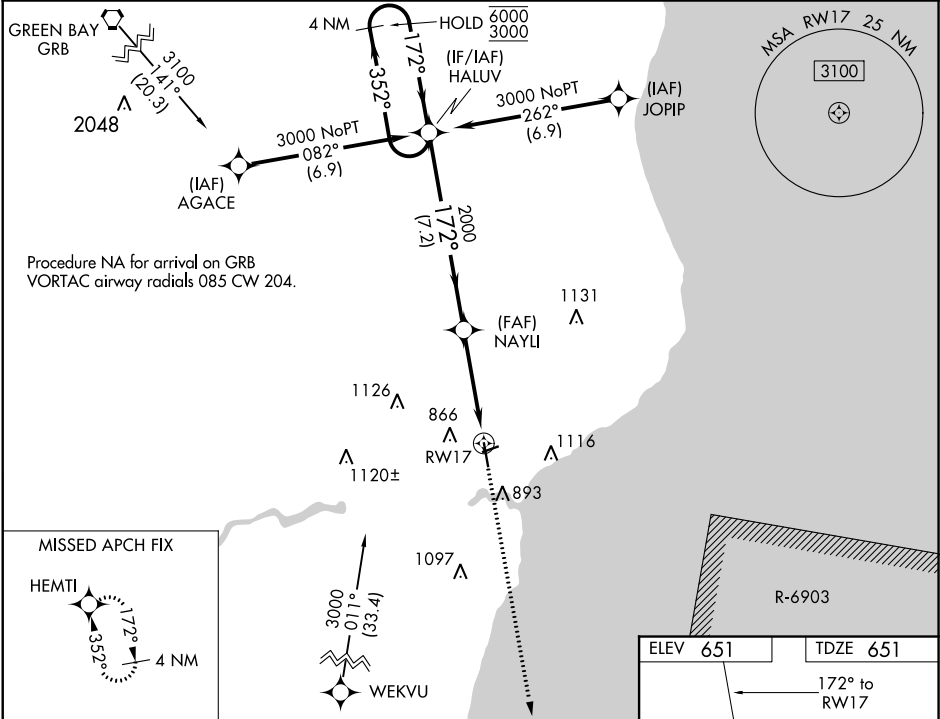 GREEN BAY
GRB
3100
141°
(20.3)
2048
4 NM
HOLD 6000
3000
172°
352°
(IF/IAF)
HALUV
3000 NoPT
262°
(6.9)
(IAF)
JOPIP
MSA RW17 25 NM
3100
3000 NoPT
082°
(6.9)
(IAF)
AGACE
2000
172°
(7.2)
Procedure NA for arrival on GRB
VORTAC airway radials 085 CW 204.
1131
(FAF)
NAYLI
1126
866
RW17
1116
1120±
893
MISSED APCH FIX
HEMTI
172°
352°
4 NM
1097
3000
011°
(33.4)
WEKVU
R-6903
ELEV 651
TDZE 651
172° to
RW17